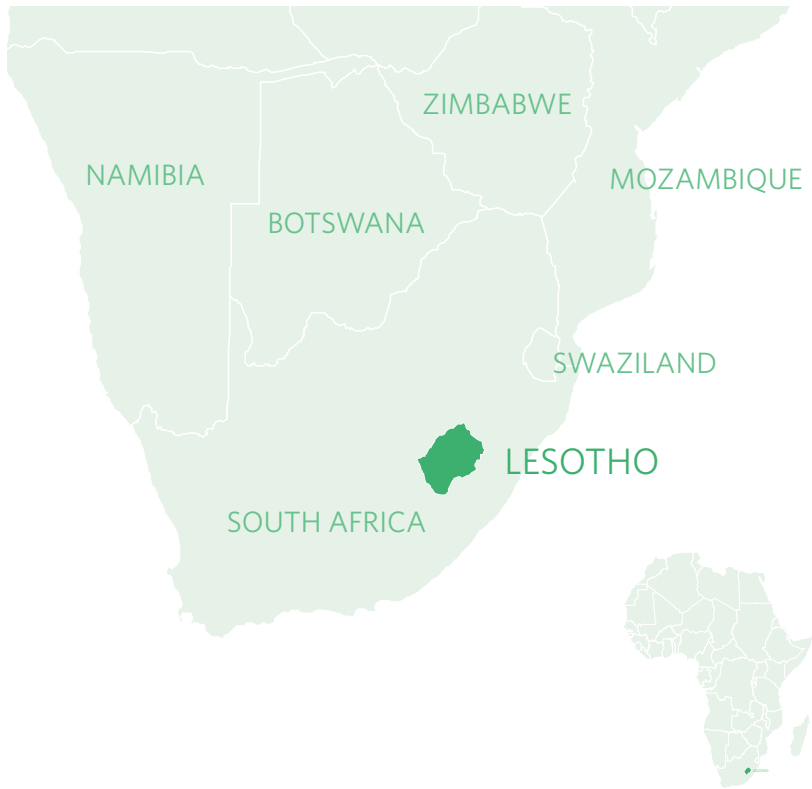 ZIMBABWE
NAMIBIA
MOZAMBIQUE
BOTSWANA
SWAZILAND
LESOTHO
SOUTH AFRICA